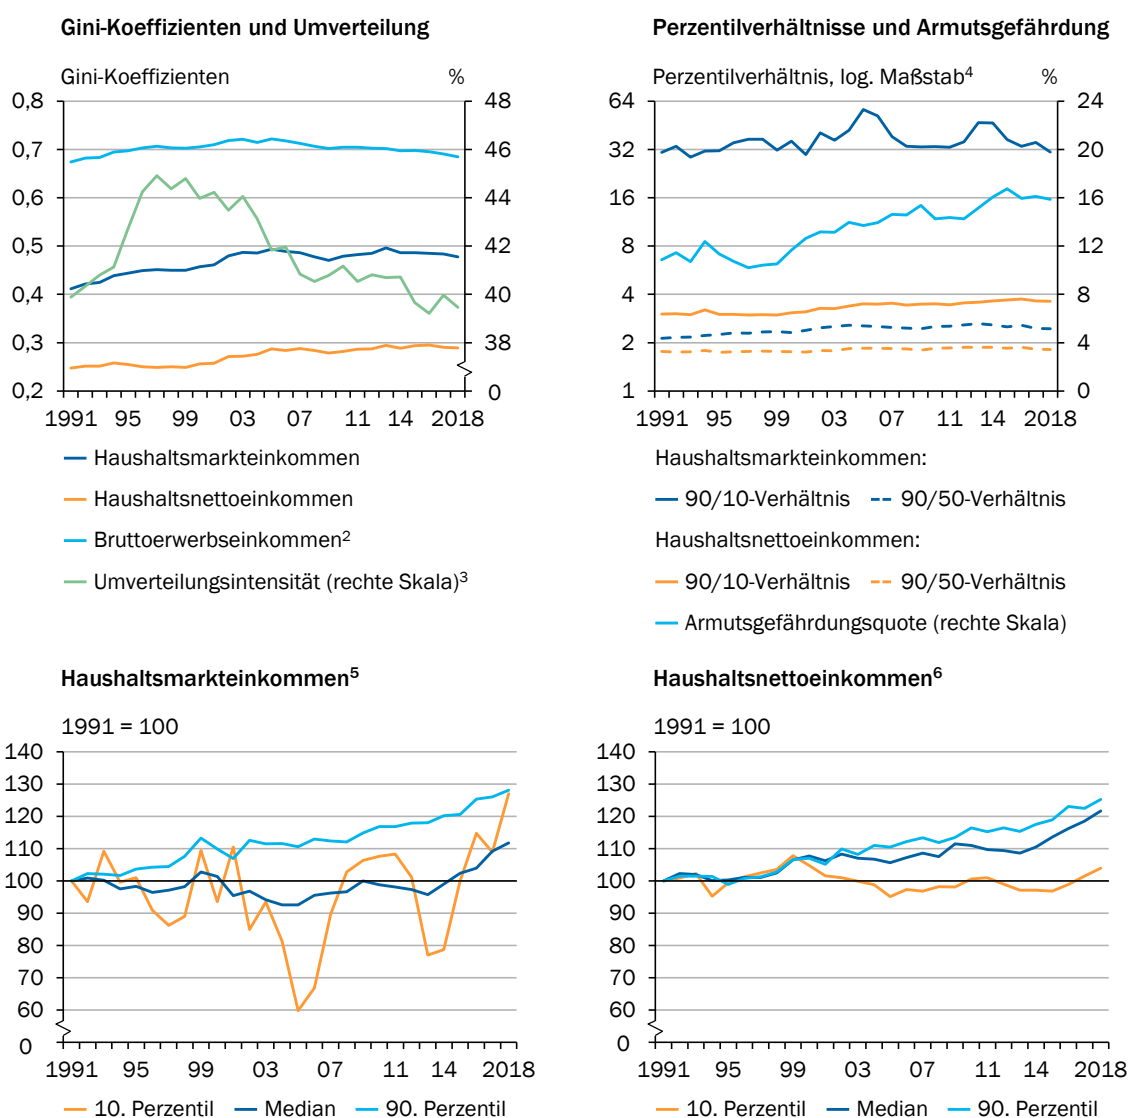 Gini-Koeffizienten und Umverteilung
Gini-Koeffizienten %
0,8 48
0,7 46
0,6 44
0,5 42
0,4 40
0,3 38
0,2 0
1991 95 99 03 07 11 14 2018
Haushaltsmarkteinkommen
Haushaltsnettoeinkommen
Bruttoerwerbseinkommen²
Umverteilungsintensität (rechte Skala)³
Perzentilverhältnisse und Armutsgefährdung
Perzentilverhältnis, log. Maßstab⁴ %
64 24
32 20
16 16
8 12
4 8
2 4
1 0
1991 95 99 03 07 11 14 2018
Haushaltsmarkteinkommen:
90/10-Verhältnis 90/50-Verhältnis
Haushaltsnettoeinkommen:
90/10-Verhältnis 90/50-Verhältnis
Armutsgefährdungsquote (rechte Skala)
Haushaltsmarkteinkommen⁵
1991 = 100
140
130
120
110
100
90
80
70
60
0
1991 95 99 03 07 11 14 2018
10. Perzentil Median 90. Perzentil
Haushaltsnettoeinkommen⁶
1991 = 100
140
130
120
110
100
90
80
70
60
0
1991 95 99 03 07 11 14 2018
10. Perzentil Median 90. Perzentil